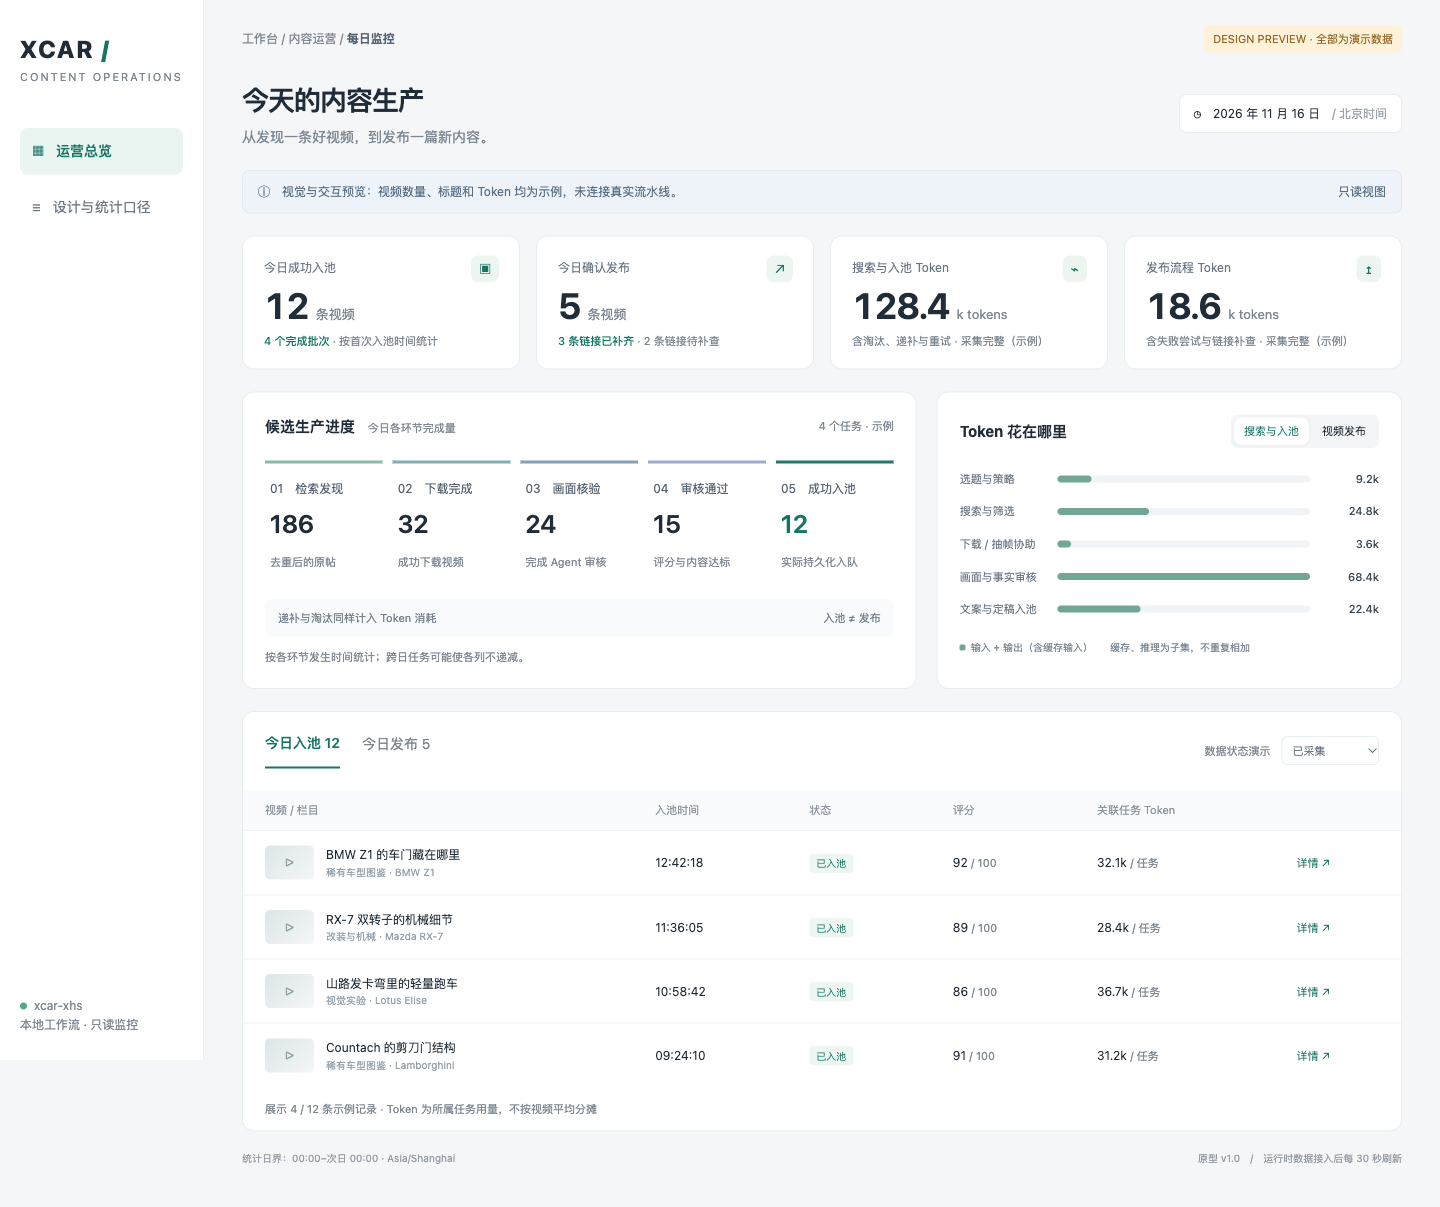 XCAR /
CONTENT OPERATIONS
运营总览
设计与统计口径
xcar-xhs
本地工作流 · 只读监控
工作台 / 内容运营 / 每日监控
DESIGN PREVIEW · 全部为演示数据
今天的内容生产
从发现一条好视频，到发布一篇新内容。
2026 年 11 月 16 日 / 北京时间
视觉与交互预览：视频数量、标题和 Token 均为示例，未连接真实流水线。
只读视图
今日成功入池
12 条视频
4 个完成批次 · 按首次入池时间统计
今日确认发布
5 条视频
3 条链接已补齐 · 2 条链接待补查
搜索与入池 Token
128.4 k tokens
含淘汰、递补与重试 · 采集完整（示例）
发布流程 Token
18.6 k tokens
含失败尝试与链接补查 · 采集完整（示例）
候选生产进度 今日各环节完成量
4 个任务 · 示例
01 检索发现
186
去重后的原帖
02 下载完成
32
成功下载视频
03 画面核验
24
完成 Agent 审核
04 审核通过
15
评分与内容达标
05 成功入池
12
实际持久化入队
递补与淘汰同样计入 Token 消耗
入池 ≠ 发布
按各环节发生时间统计；跨日任务可能使各列不递减。
Token 花在哪里
搜索与入池 视频发布
选题与策略 9.2k
搜索与筛选 24.8k
下载 / 抽帧协助 3.6k
画面与事实审核 68.4k
文案与定稿入池 22.4k
输入 + 输出（含缓存输入） 缓存、推理为子集，不重复相加
今日入池 12 今日发布 5
数据状态演示 已采集
视频 / 栏目 入池时间 状态 评分 关联任务 Token
BMW Z1 的车门藏在哪里
稀有车型图鉴 · BMW Z1
12:42:18 已入池 92 / 100 32.1k / 任务 详情 ↗
RX-7 双转子的机械细节
改装与机械 · Mazda RX-7
11:36:05 已入池 89 / 100 28.4k / 任务 详情 ↗
山路发卡弯里的轻量跑车
视觉实验 · Lotus Elise
10:58:42 已入池 86 / 100 36.7k / 任务 详情 ↗
Countach 的剪刀门结构
稀有车型图鉴 · Lamborghini
09:24:10 已入池 91 / 100 31.2k / 任务 详情 ↗
展示 4 / 12 条示例记录 · Token 为所属任务用量，不按视频平均分摊
统计日界：00:00–次日 00:00 · Asia/Shanghai
原型 v1.0 / 运行时数据接入后每 30 秒刷新